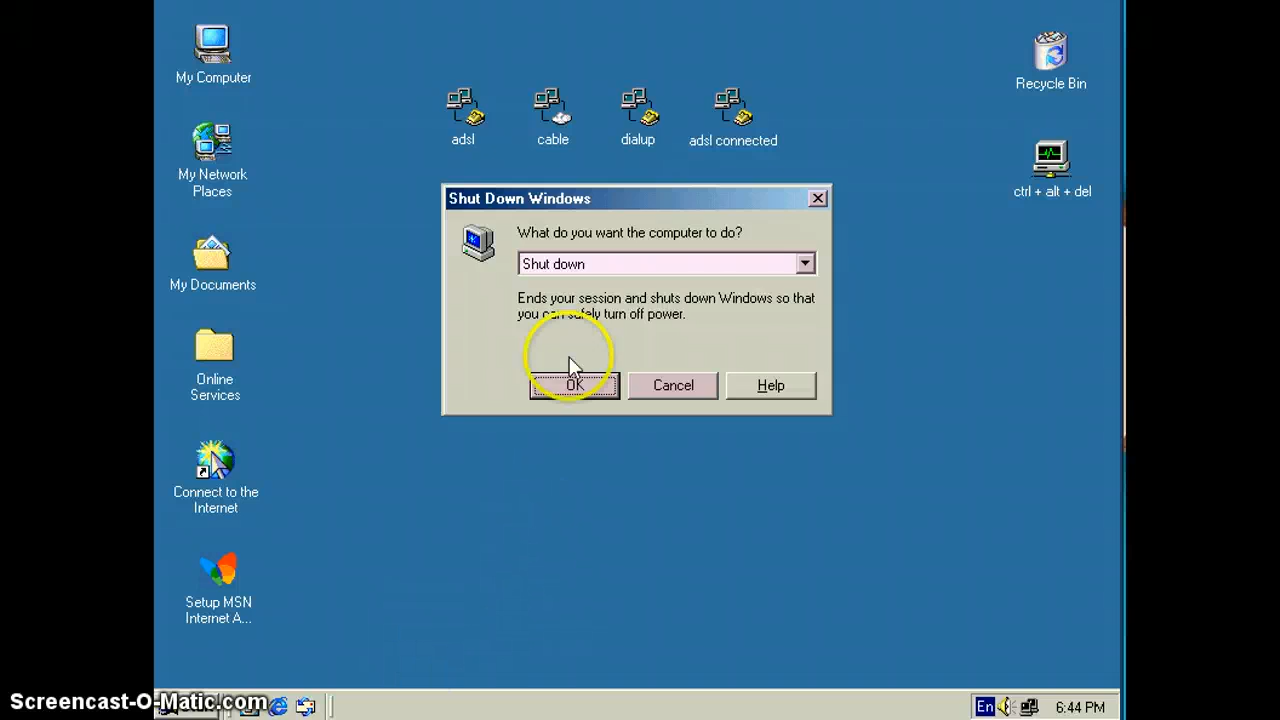 My Computer
Recycle Bin
adsl
cable
dialup
adsl connected
My Network
Places
ctrl + alt + del
Shut Down Windows
What do you want the computer to do?
Shut down
Ends your session and shuts down Windows so that
you can safely turn off power.
OK
Cancel
Help
My Documents
Online
Services
Connect to the
Internet
Setup MSN
Internet A...
Screencast-O-Matic.com
En
6:44 PM